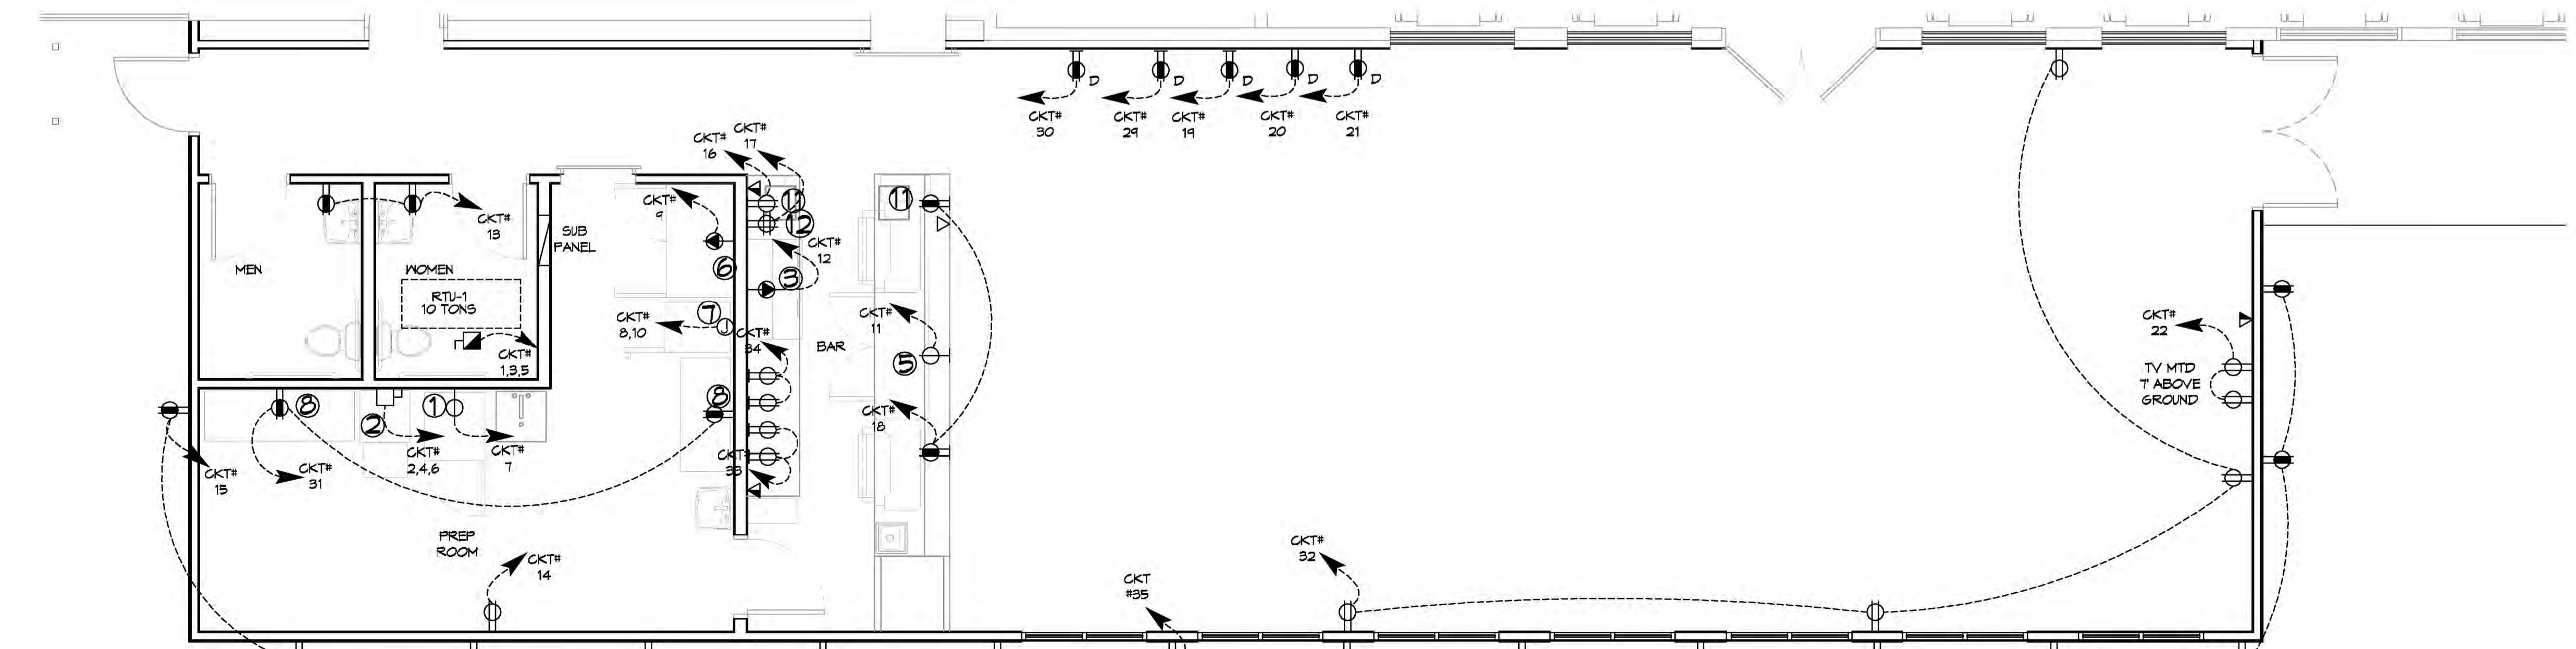 D
D
D
D
D
CKT#
30
CKT#
29
CKT#
19
CKT#
20
CKT#
21
CKT#
16
CKT#
17
CKT#
9
11
12
11
CKT#
13
SUB
PANEL
CKT#
12
MEN
WOMEN
RTU-1
10 TONS
6
3
7
J
CKT#
8,10
CKT#
34
CKT#
11
BAR
CKT#
1,3,5
5
CKT#
22
TV MTD
7' ABOVE
GROUND
8
2
1
8
CKT#
18
CKT#
15
CKT#
31
CKT#
2,4,6
CKT#
7
CKT#
33
PREP
ROOM
CKT#
14
CKT
#35
CKT#
32